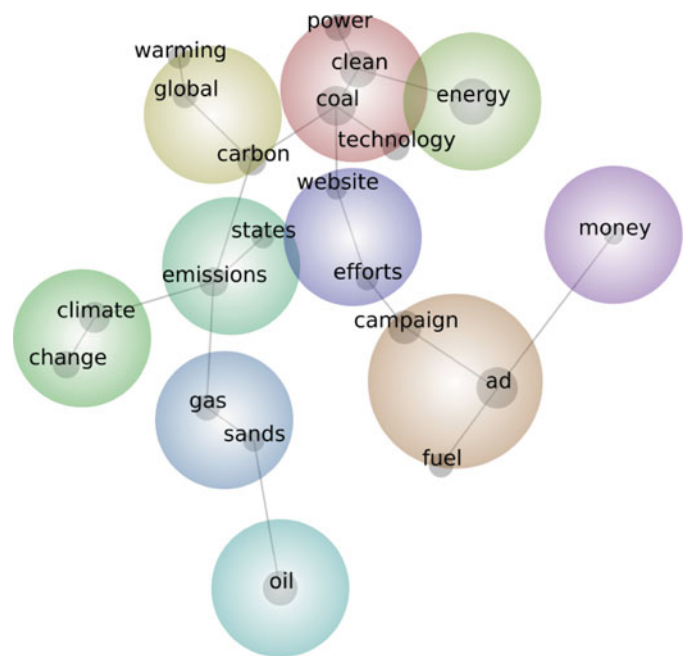 power
warming
clean
global
coal
energy
technology
carbon
website
states
money
emissions
efforts
climate
campaign
change
ad
gas
sands
fuel
oil